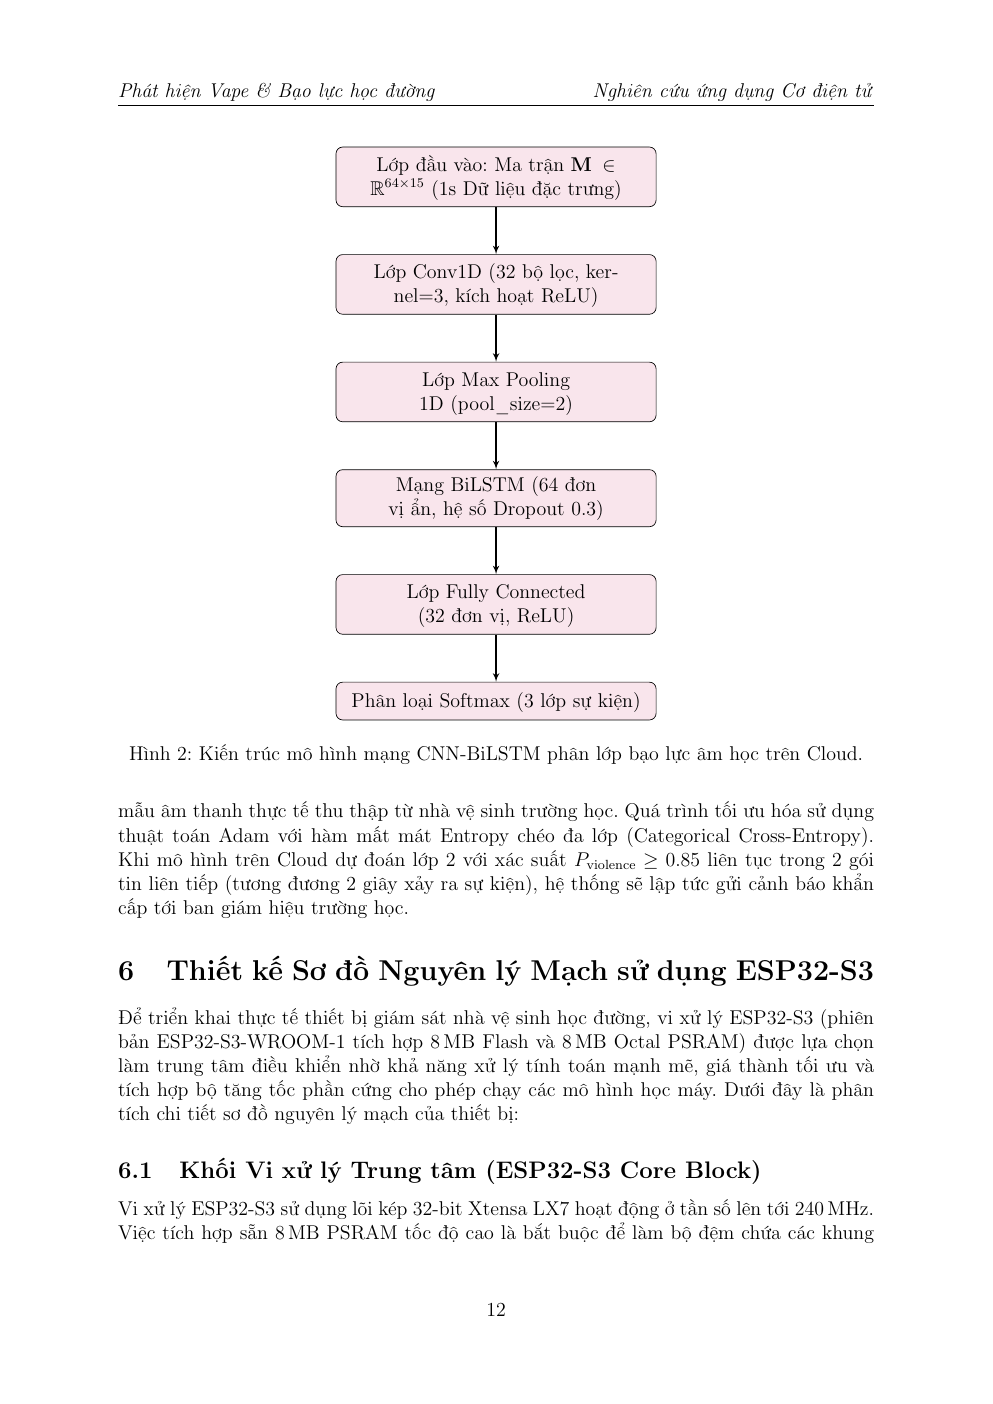 Phát hiện Vape & Bạo lực học đường Nghiên cứu ứng dụng Cơ điện tử
Lớp đầu vào: Ma trận M ∈
ℝ^{64×15} (1s Dữ liệu đặc trưng)
Lớp Conv1D (32 bộ lọc, ker-
nel=3, kích hoạt ReLU)
Lớp Max Pooling
1D (pool_size=2)
Mạng BiLSTM (64 đơn
vị ẩn, hệ số Dropout 0.3)
Lớp Fully Connected
(32 đơn vị, ReLU)
Phân loại Softmax (3 lớp sự kiện)
Hình 2: Kiến trúc mô hình mạng CNN-BiLSTM phân lớp bạo lực âm học trên Cloud.
mẫu âm thanh thực tế thu thập từ nhà vệ sinh trường học. Quá trình tối ưu hóa sử dụng
thuật toán Adam với hàm mất mát Entropy chéo đa lớp (Categorical Cross-Entropy).
Khi mô hình trên Cloud dự đoán lớp 2 với xác suất P_{violence} ≥ 0.85 liên tục trong 2 gói
tin liên tiếp (tương đương 2 giây xảy ra sự kiện), hệ thống sẽ lập tức gửi cảnh báo khẩn
cấp tới ban giám hiệu trường học.
6 Thiết kế Sơ đồ Nguyên lý Mạch sử dụng ESP32-S3
Để triển khai thực tế thiết bị giám sát nhà vệ sinh học đường, vi xử lý ESP32-S3 (phiên
bản ESP32-S3-WROOM-1 tích hợp 8 MB Flash và 8 MB Octal PSRAM) được lựa chọn
làm trung tâm điều khiển nhờ khả năng xử lý tính toán mạnh mẽ, giá thành tối ưu và
tích hợp bộ tăng tốc phần cứng cho phép chạy các mô hình học máy. Dưới đây là phân
tích chi tiết sơ đồ nguyên lý mạch của thiết bị:
6.1 Khối Vi xử lý Trung tâm (ESP32-S3 Core Block)
Vi xử lý ESP32-S3 sử dụng lõi kép 32-bit Xtensa LX7 hoạt động ở tần số lên tới 240 MHz.
Việc tích hợp sẵn 8 MB PSRAM tốc độ cao là bắt buộc để làm bộ đệm chứa các khung
12